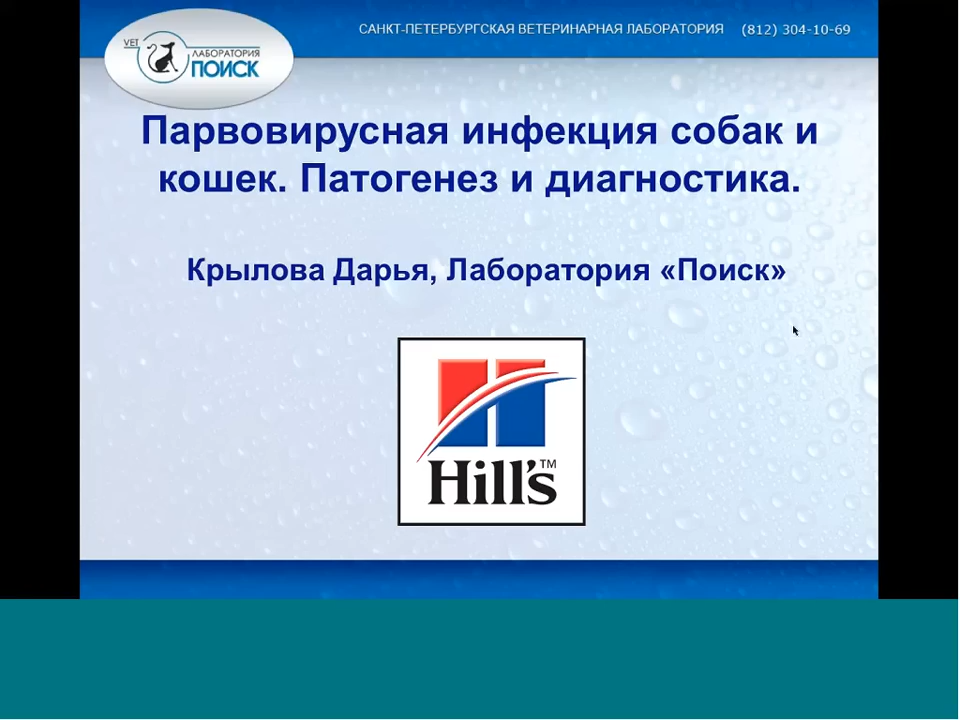 VET
ЛАБОРАТОРИЯ
ПОИСК
САНКТ-ПЕТЕРБУРГСКАЯ ВЕТЕРИНАРНАЯ ЛАБОРАТОРИЯ (812) 304-10-69
Парвовирусная инфекция собак и
кошек. Патогенез и диагностика.
Крылова Дарья, Лаборатория «Поиск»
Hill's™